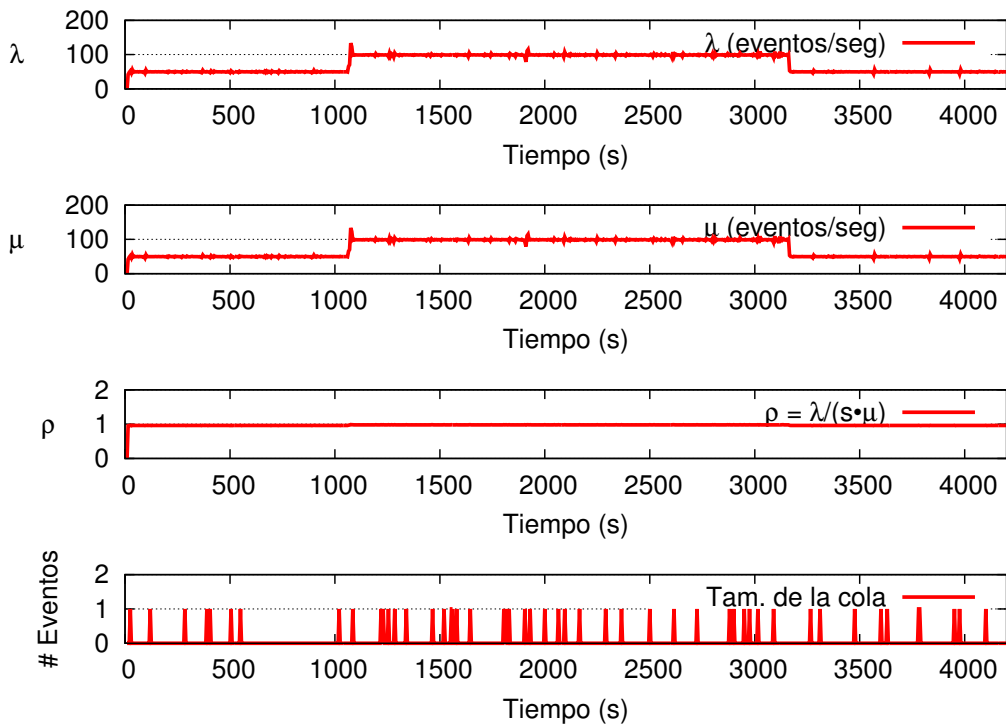 200
λ (eventos/seg)
λ
100
0
0 500 1000 1500 2000 2500 3000 3500 4000
Tiempo (s)
200
μ (eventos/seg)
μ
100
0
0 500 1000 1500 2000 2500 3000 3500 4000
Tiempo (s)
2
ρ = λ/(s•μ)
ρ
1
0
0 500 1000 1500 2000 2500 3000 3500 4000
Tiempo (s)
# Eventos
2
Tam. de la cola
1
0
0 500 1000 1500 2000 2500 3000 3500 4000
Tiempo (s)